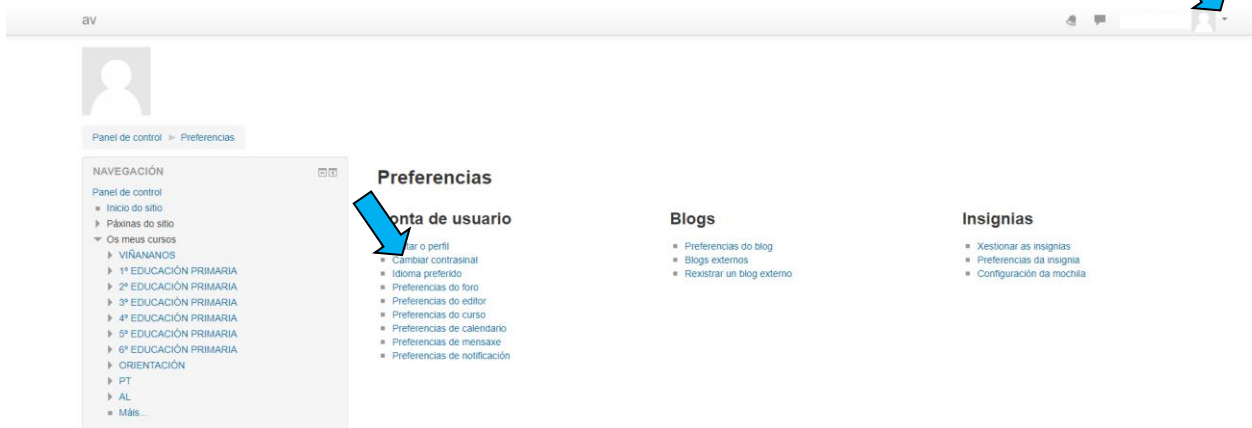 av
Panel de control Preferencias
NAVEGACIÓN
Panel de control
Inicio do sitio
Páxinas do sitio
Os meus cursos
VIÑANANOS
1º EDUCACIÓN PRIMARIA
2º EDUCACIÓN PRIMARIA
3º EDUCACIÓN PRIMARIA
4º EDUCACIÓN PRIMARIA
5º EDUCACIÓN PRIMARIA
6º EDUCACIÓN PRIMARIA
ORIENTACIÓN
PT
AL
Máis...
Preferencias
de usuario
o perfil
Cambiar contrasinal
Idioma preferido
Preferencias do foro
Preferencias do editor
Preferencias do curso
Preferencias de calendario
Preferencias de mensaxe
Preferencias de notificación
Blogs
Preferencias do blog
Blogs externos
Rexistrar un blog externo
Insignias
Xestionar as insignias
Preferencias da insignia
Configuración da mochila